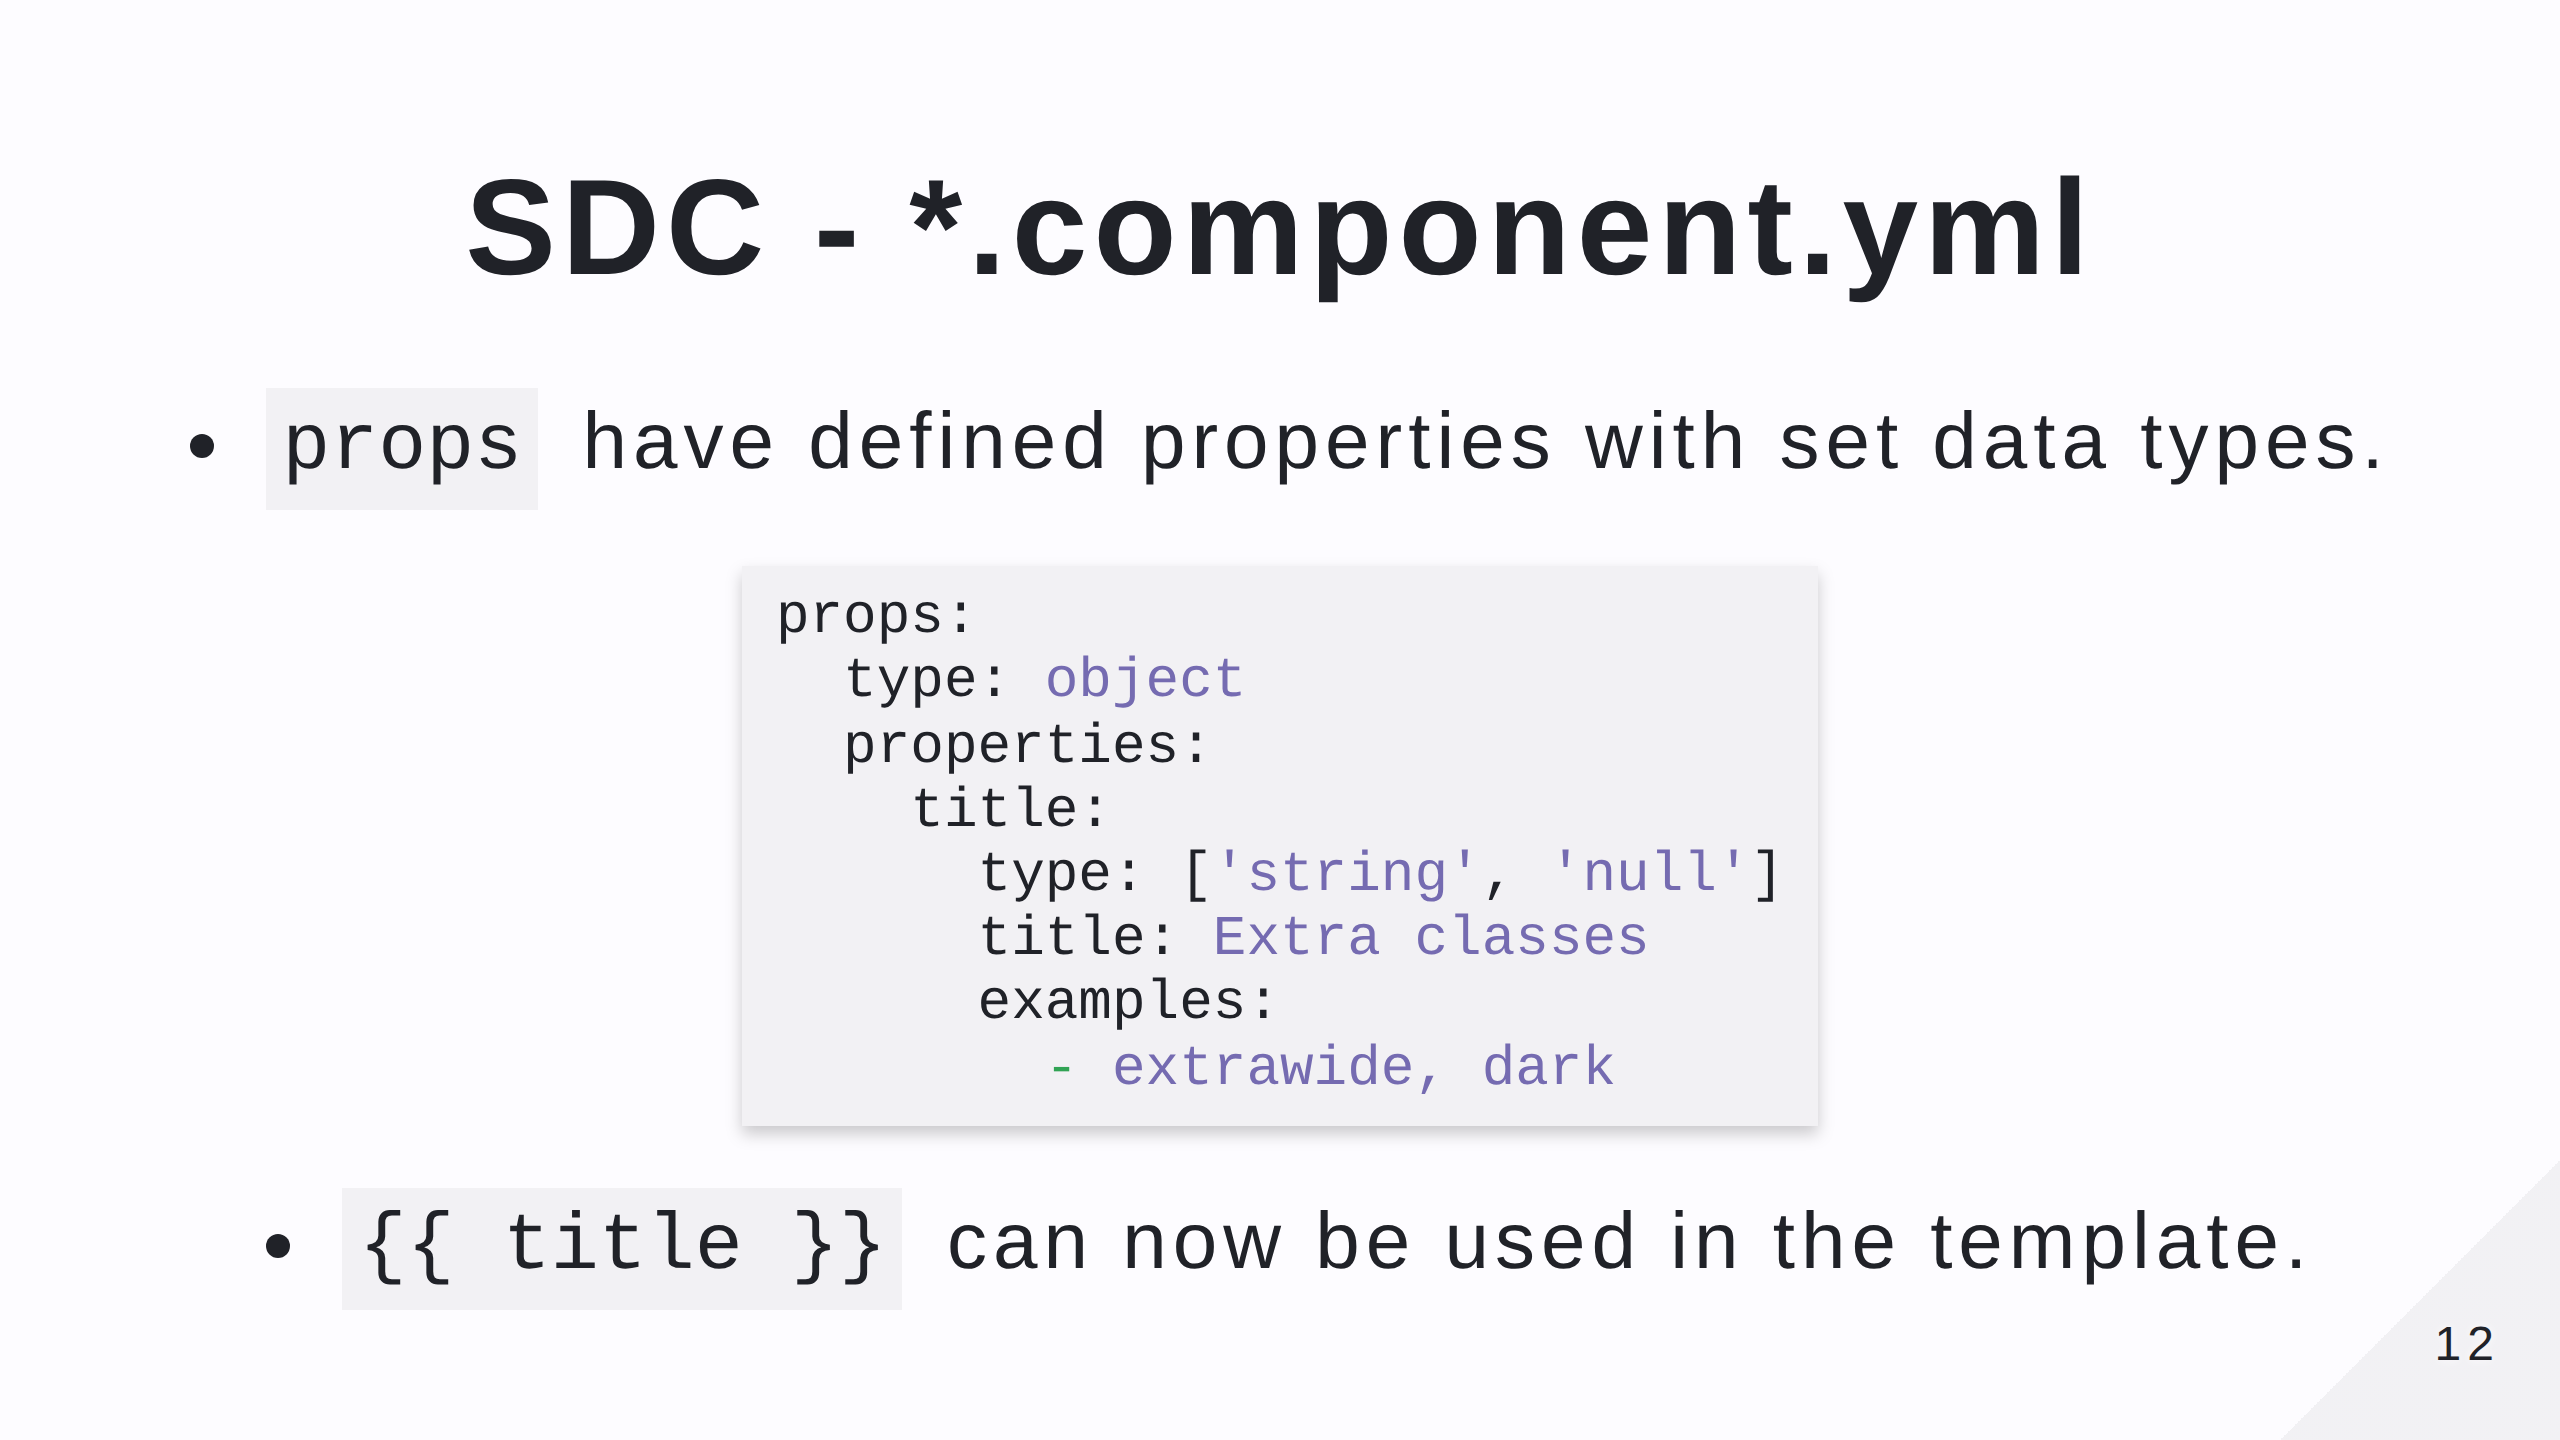 SDC - *.component.yml
• props have defined properties with set data types.
props:
  type: object
  properties:
    title:
      type: ['string', 'null']
      title: Extra classes
      examples:
        - extrawide, dark
• {{ title }} can now be used in the template.
12